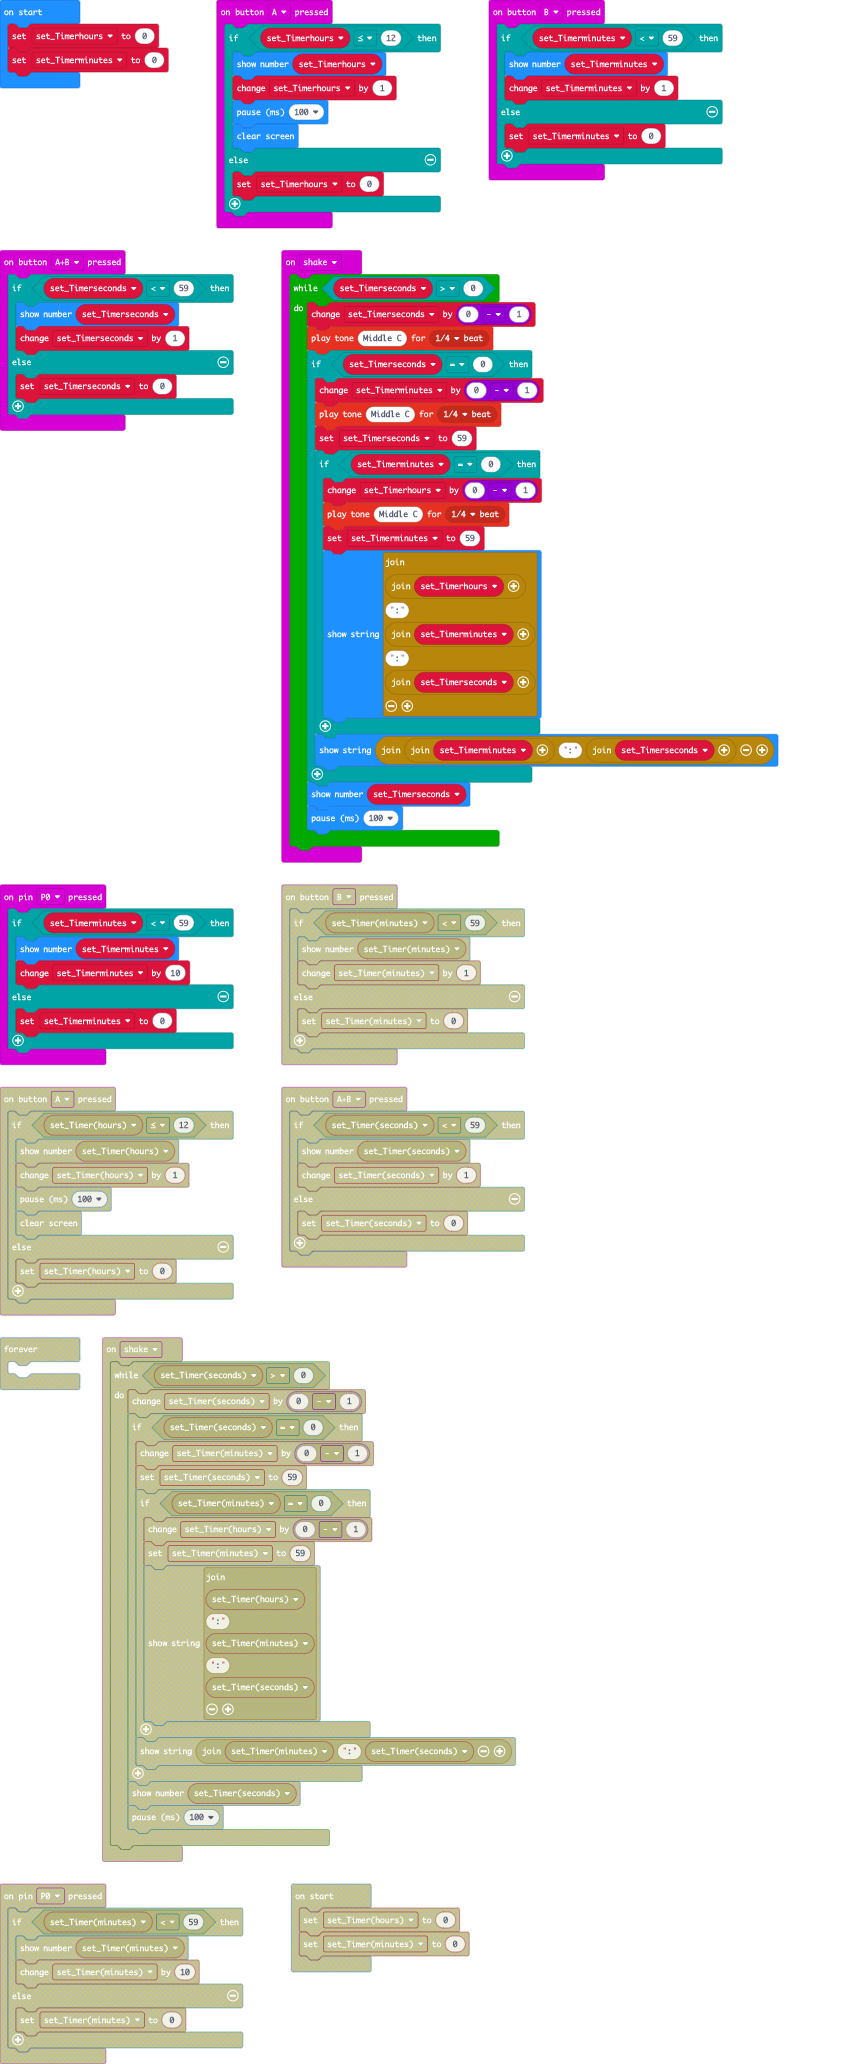 on start
set set_Timerhours to 0
set set_Timerminutes to 0
on button A pressed
if set_Timerhours ≤ 12 then
show number set_Timerhours
change set_Timerhours by 1
pause (ms) 100
clear screen
else
set set_Timerhours to 0
on button B pressed
if set_Timerminutes < 59 then
show number set_Timerminutes
change set_Timerminutes by 1
else
set set_Timerminutes to 0
on button A+B pressed
if set_Timerseconds < 59 then
show number set_Timerseconds
change set_Timerseconds by 1
else
set set_Timerseconds to 0
on shake
while set_Timerseconds > 0
do change set_Timerseconds by 0 - 1
play tone Middle C for 1/4 beat
if set_Timerseconds = 0 then
change set_Timerminutes by 0 - 1
play tone Middle C for 1/4 beat
set set_Timerseconds to 59
if set_Timerminutes = 0 then
change set_Timerhours by 0 - 1
play tone Middle C for 1/4 beat
set set_Timerminutes to 59
join
join set_Timerhours
":"
show string join set_Timerminutes
":"
join set_Timerseconds
show string join join set_Timerminutes ":" join set_Timerseconds
show number set_Timerseconds
pause (ms) 100
on pin P0 pressed
if set_Timerminutes < 59 then
show number set_Timerminutes
change set_Timerminutes by 10
else
set set_Timerminutes to 0
on button B pressed
if set_Timer(minutes) < 59 then
show number set_Timer(minutes)
change set_Timer(minutes) by 1
else
set set_Timer(minutes) to 0
on button A pressed
if set_Timer(hours) ≤ 12 then
show number set_Timer(hours)
change set_Timer(hours) by 1
pause (ms) 100
clear screen
else
set set_Timer(hours) to 0
on button A+B pressed
if set_Timer(seconds) < 59 then
show number set_Timer(seconds)
change set_Timer(seconds) by 1
else
set set_Timer(seconds) to 0
forever
on shake
while set_Timer(seconds) > 0
do change set_Timer(seconds) by 0 - 1
if set_Timer(seconds) = 0 then
change set_Timer(minutes) by 0 - 1
set set_Timer(seconds) to 59
if set_Timer(minutes) = 0 then
change set_Timer(hours) by 0 - 1
set set_Timer(minutes) to 59
join
set_Timer(hours)
":"
show string set_Timer(minutes)
":"
set_Timer(seconds)
show string join set_Timer(minutes) ":" set_Timer(seconds)
show number set_Timer(seconds)
pause (ms) 100
on pin P0 pressed
if set_Timer(minutes) < 59 then
show number set_Timer(minutes)
change set_Timer(minutes) by 10
else
set set_Timer(minutes) to 0
on start
set set_Timer(hours) to 0
set set_Timer(minutes) to 0